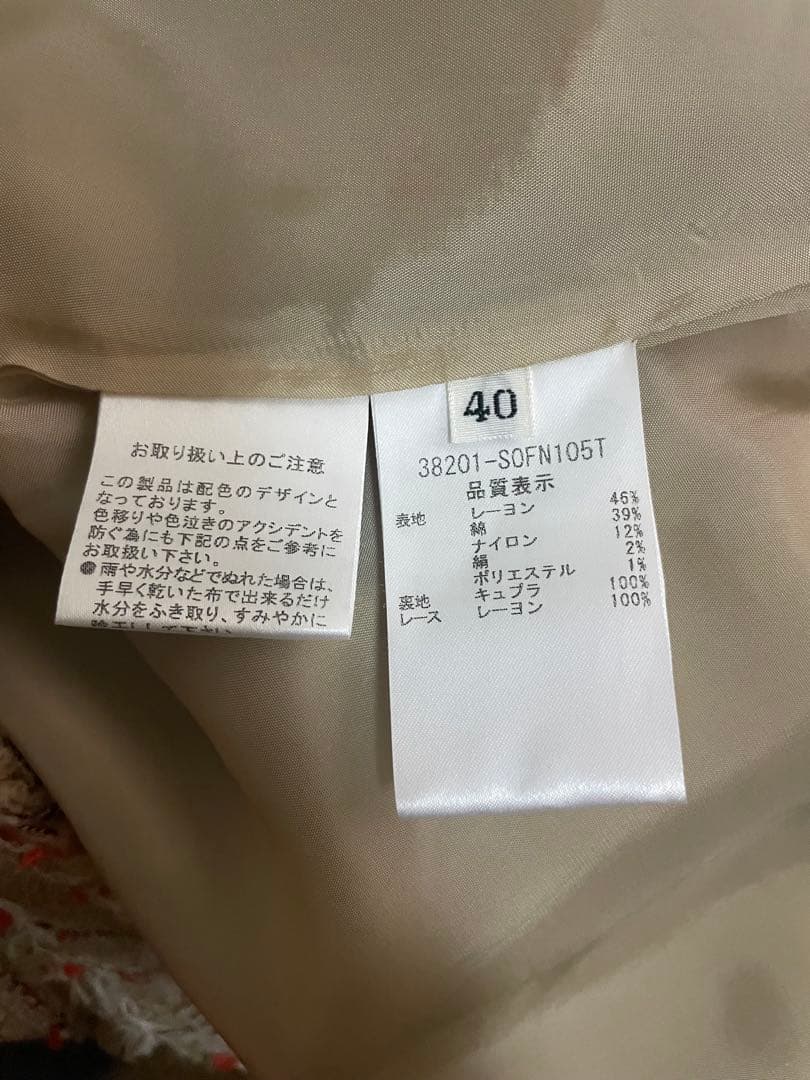 お取り扱い上のご注意
この製品は配色のデザインと
なっております。
色移りや色泣きのアクシデントを
防ぐ為にも下記の点をご参考に
お取扱い下さい。
●雨や水分などでぬれた場合は、
手早く乾いた布で出来るだけ
水分をふき取り、すみやかに
40
38201-S0FN105T
品質表示
表地 レーヨン 46%
綿 39%
ナイロン 12%
絹 2%
ポリエステル 1%
裏地 キュプラ 100%
レース レーヨン 100%